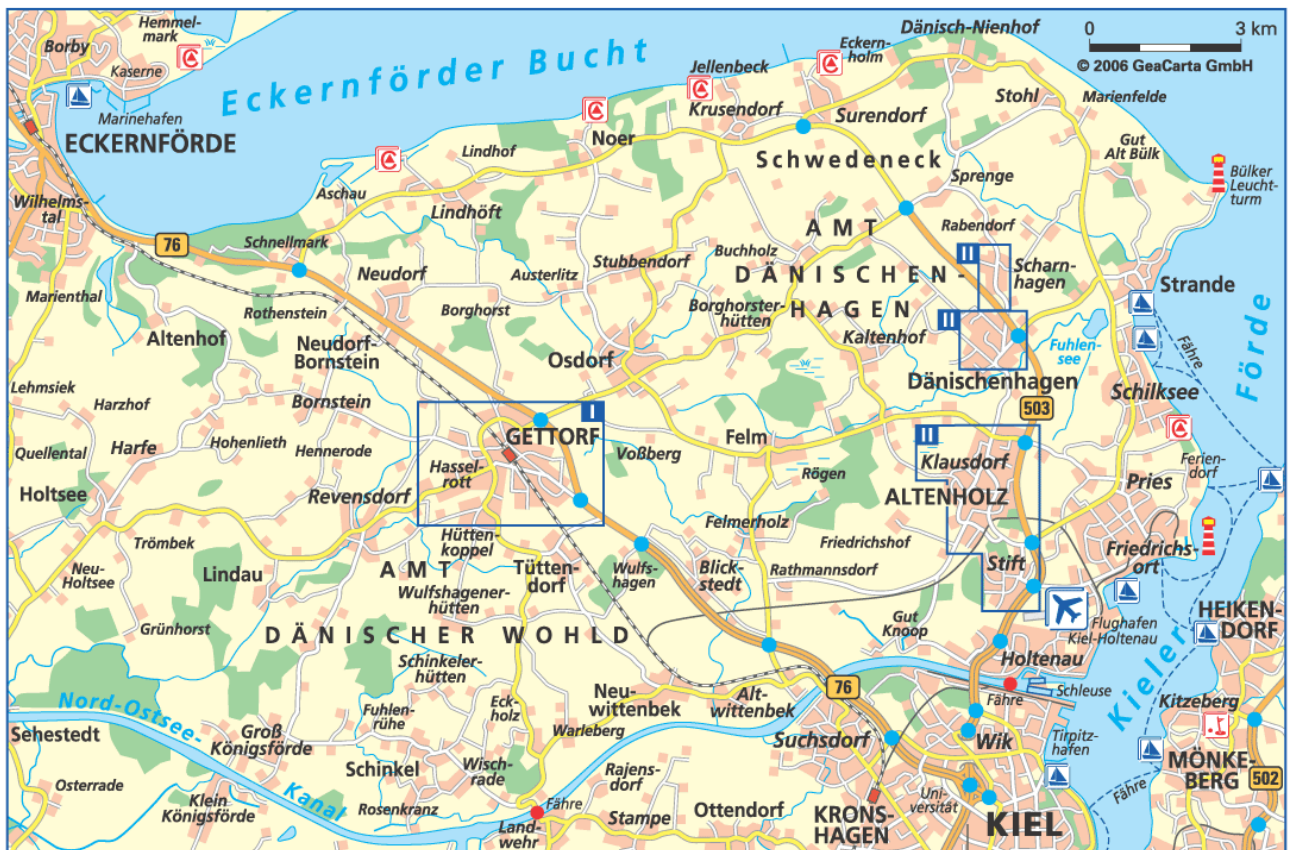 Hemmel-
mark
Borby
Kaserne
Marinehafen
ECKERNFÖRDE
Eckernförder Bucht
Wilhelms-
tal
76
Schnellmark
Aschau
Lindhof
Lindhöft
Noer
Jellenbeck
Krusendorf
Eckern-
holm
Dänisch-Nienhof
Surendorf
Schwedeneck
Stohl
Marienfelde
Gut
Alt Bülk
Bülker
Leucht-
turm
0 3 km
© 2006 GeaCarta GmbH
Sprenge
Rabendorf
AMT
DÄNISCHEN-
HAGEN
Buchholz
Stubbendorf
Austerlitz
Borghorster-
hütten
Kaltenhof
II
Scharn-
hagen
II
Fuhlen-
see
Dänischenhagen
Strande
Fähre
Förde
Schilksee
503
Marienthal
Altenhof
Rothenstein
Neudorf
Borghorst
Neudorf-
Bornstein
Osdorf
Lehmsiek
Harzhof
Bornstein
Quellental
Harfe
Hohenlieth
Hennerode
Holtsee
Revensdorf
I
GETTORF
Hassel-
rott
Voßberg
Felm
Rögen
II
Klausdorf
ALTENHOLZ
Ferien-
dorf
Pries
Friedrichs-
ort
Trömbek
Neu-
Holtsee
Lindau
Grünhorst
Hütten-
koppel
AMT
Wulfshagener-
hütten
DÄNISCHER WOHLD
Tütten-
dorf
Wulfs-
hagen
Blick-
stedt
Felmerholz
Friedrichshof
Rathmannsdorf
Stift
Gut
Knoop
Flughafen
Kiel-Holtenau
HEIKEN-
DORF
Holtenau
Schleuse
Fähre
Kieler
Kitzeberg
Schinkeler-
hütten
Fuhlen-
rühe
Eck-
holz
Neu-
wittenbek
Alt-
wittenbek
76
Warleberg
Nord-Ostsee-
Kanal
Sehestedt
Groß
Königsförde
Osterrade
Klein
Königsförde
Schinkel
Rosenkranz
Wisch-
rade
Fähre
Land-
wehr
Rajens-
dorf
Stampe
Ottendorf
Suchsdorf
KRONS-
HAGEN
Wik
Uni-
versität
KIEL
Tirpitz-
hafen
Fähre
MÖNKE-
BERG
502